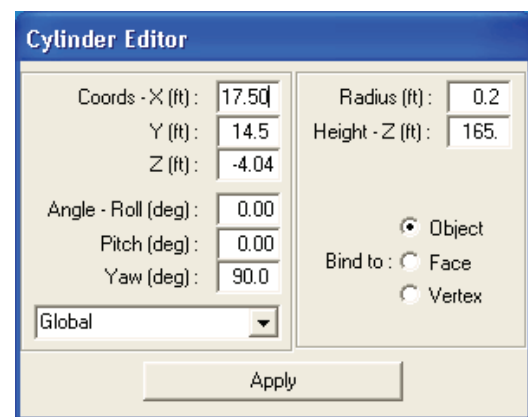 Cylinder Editor
Coords - X (ft) : 17.50
Y (ft) : 14.5
Z (ft) : -4.04
Angle - Roll (deg) : 0.00
Pitch (deg) : 0.00
Yaw (deg) : 90.0
Global
Radius (ft) : 0.2
Height - Z (ft) : 165.
Bind to :
Object
Face
Vertex
Apply